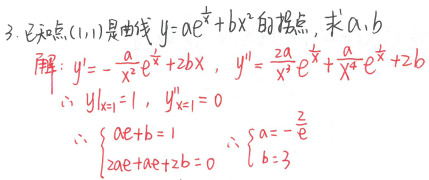 3. 已知点(1,1)是曲线 y=ae^{1/x}+bx² 的拐点, 求 a.b
解: y'=-a/x² e^{1/x}+2bx , y''=2a/x³ e^{1/x}+a/x⁴ e^{1/x}+2b
∴ y|x=1=1 , y''x=1=0
∴ { ae+b=1 ∴ { a=-2/e
2ae+ae+2b=0 b=3